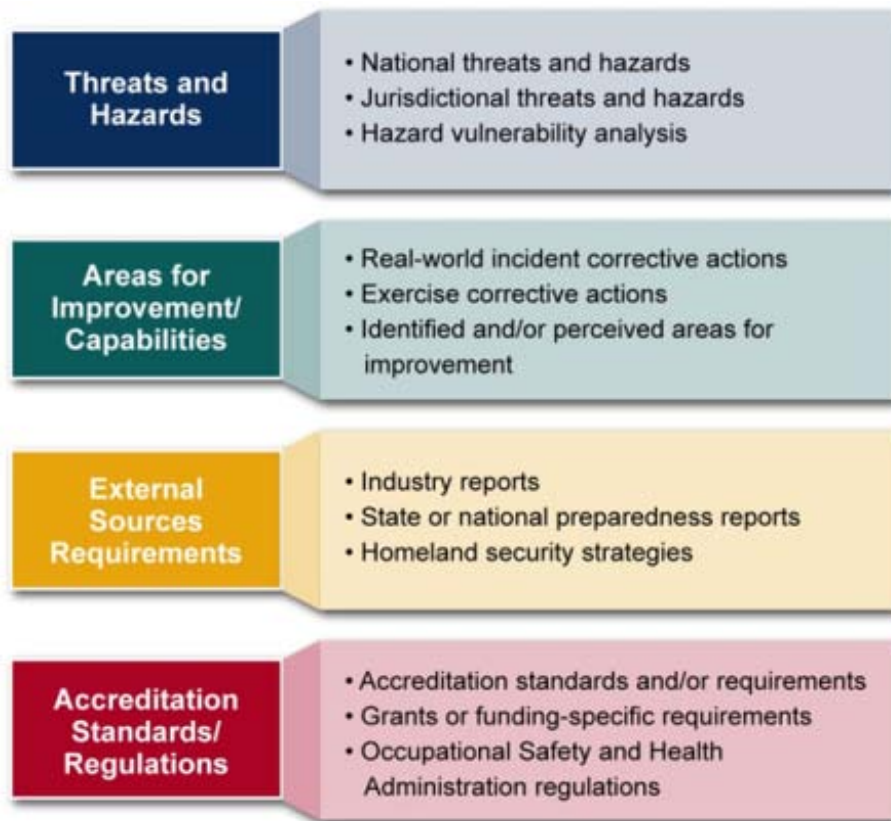 Threats and
Hazards
• National threats and hazards
• Jurisdictional threats and hazards
• Hazard vulnerability analysis
Areas for
Improvement/
Capabilities
• Real-world incident corrective actions
• Exercise corrective actions
• Identified and/or perceived areas for
improvement
External
Sources
Requirements
• Industry reports
• State or national preparedness reports
• Homeland security strategies
Accreditation
Standards/
Regulations
• Accreditation standards and/or requirements
• Grants or funding-specific requirements
• Occupational Safety and Health
Administration regulations